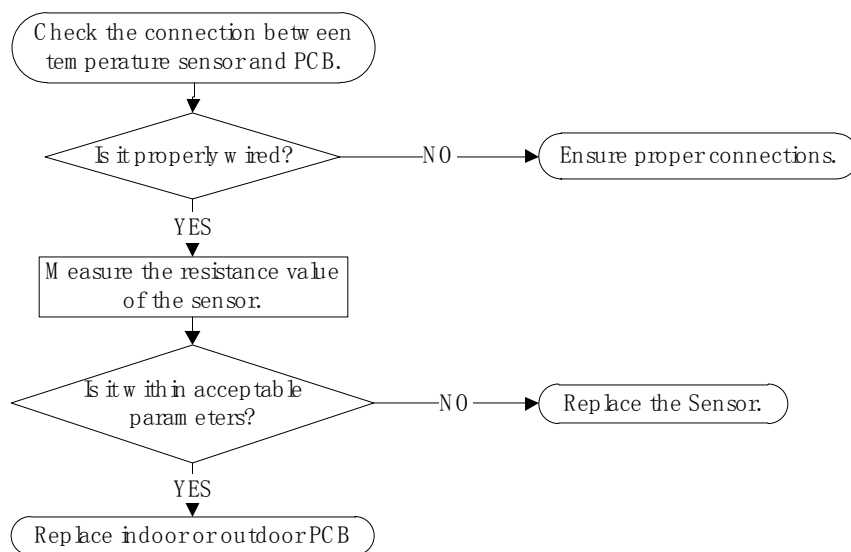 Check the connection between
temperature sensor and PCB.
Is it properly wired?
NO
Ensure proper connections.
YES
Measure the resistance value
of the sensor.
Is it within acceptable
parameters?
NO
Replace the Sensor.
YES
Replace indoor or outdoor PCB